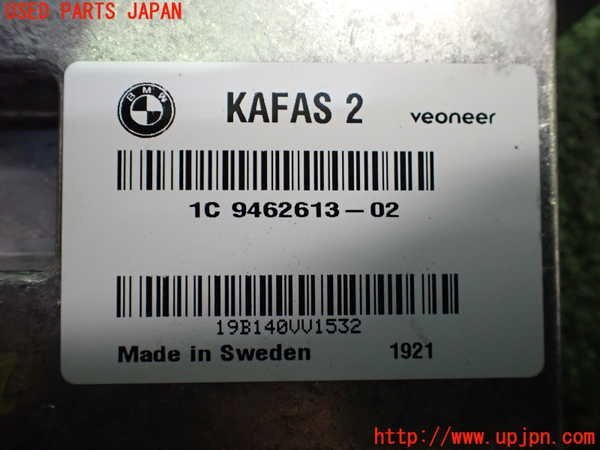 USED PARTS JAPAN
BMW
KAFAS 2
veoneer
1C 9462613-02
19B140VV1532
Made in Sweden 1921
http://www.upjpn.com/